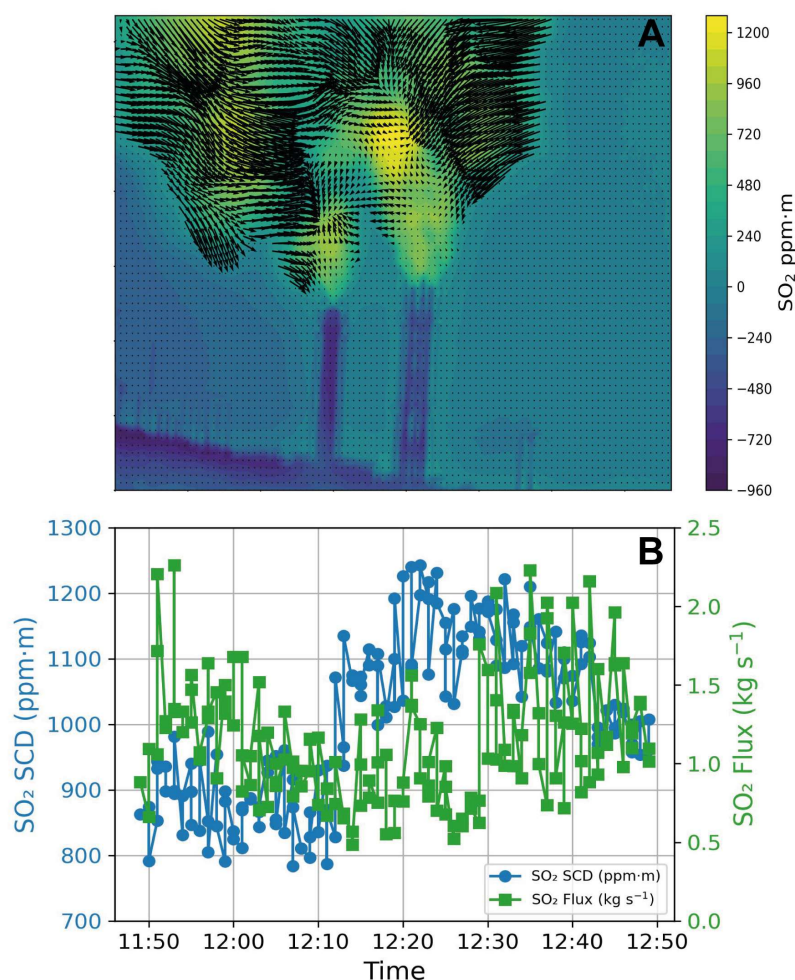 A
1200
960
720
480
240
0
−240
−480
−720
−960
SO₂ ppm·m
B
1300
1200
1100
1000
900
800
700
SO₂ SCD (ppm·m)
2.5
2.0
1.5
1.0
0.5
0.0
SO₂ Flux (kg s⁻¹)
SO₂ SCD (ppm·m)
SO₂ Flux (kg s⁻¹)
11:50 12:00 12:10 12:20 12:30 12:40 12:50
Time